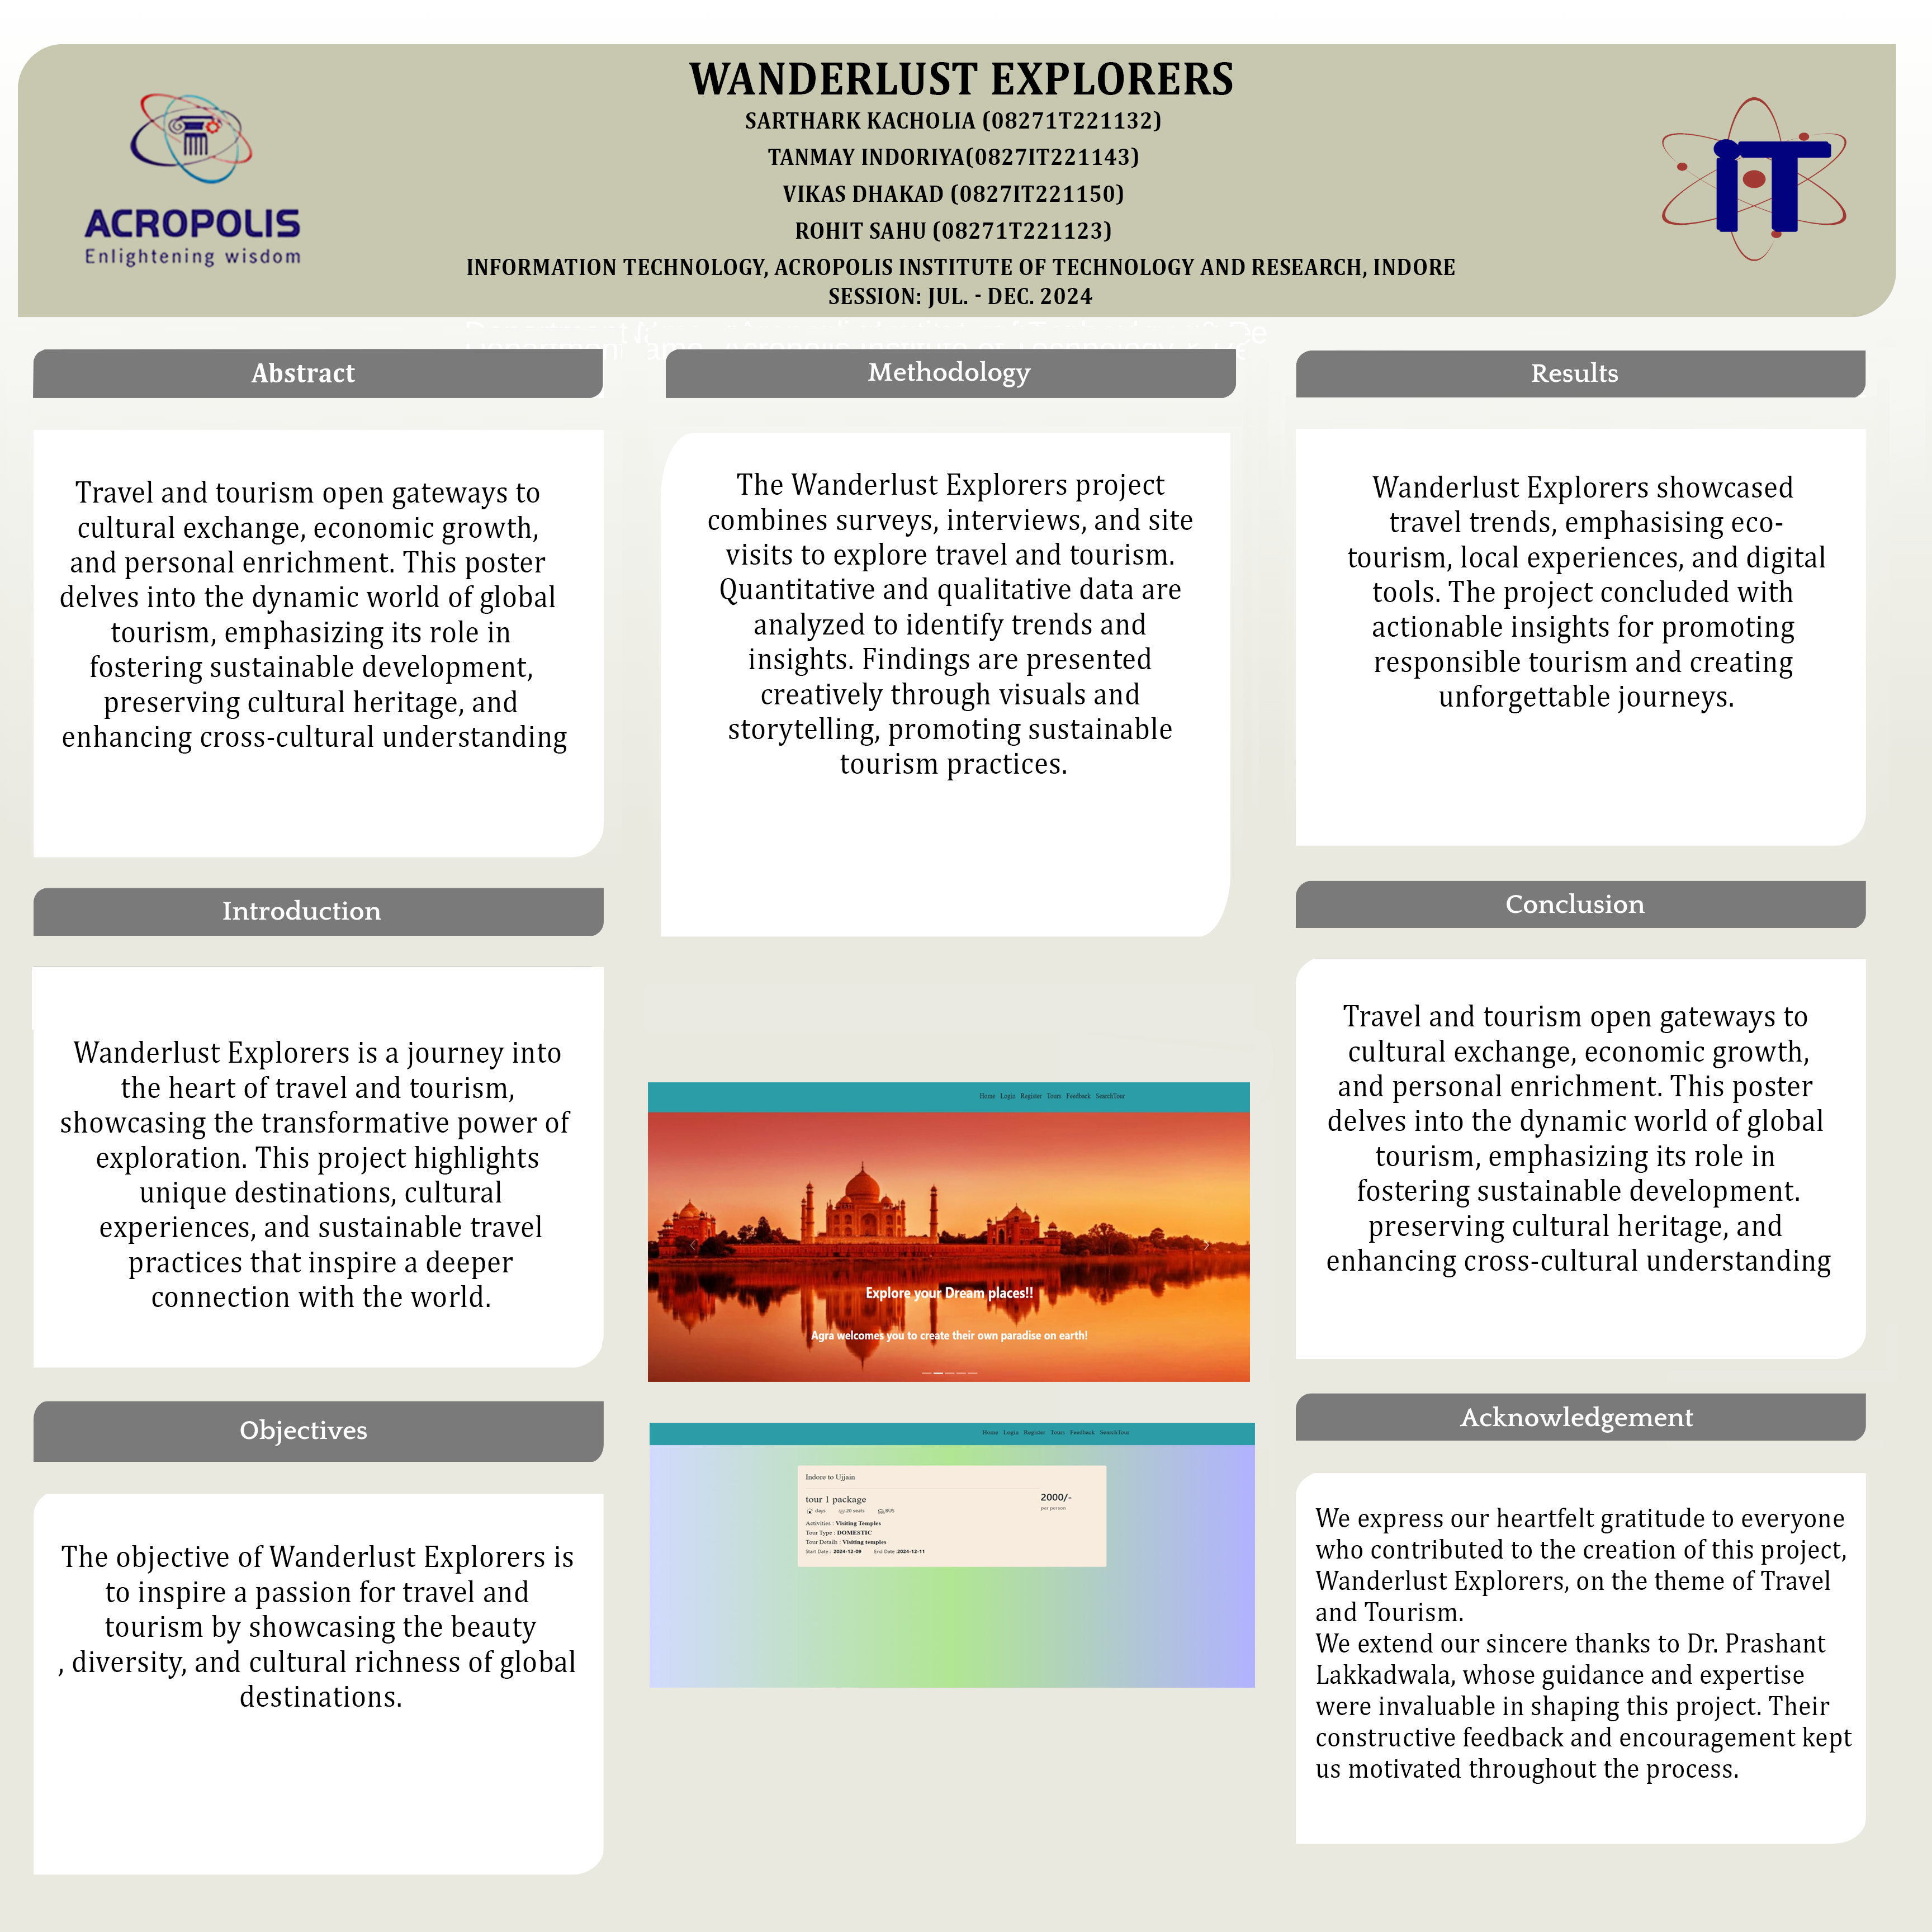 WANDERLUST EXPLORERS
SARTHARK KACHOLIA (08271T221132)
TANMAY INDORIYA(0827IT221143)
VIKAS DHAKAD (0827IT221150)
ROHIT SAHU (08271T221123)
INFORMATION TECHNOLOGY, ACROPOLIS INSTITUTE OF TECHNOLOGY AND RESEARCH, INDORE
SESSION: JUL. - DEC. 2024
ACROPOLIS
Enlightening wisdom
iT
Abstract
Travel and tourism open gateways to
cultural exchange, economic growth,
and personal enrichment. This poster
delves into the dynamic world of global
tourism, emphasizing its role in
fostering sustainable development,
preserving cultural heritage, and
enhancing cross-cultural understanding
Introduction
Wanderlust Explorers is a journey into
the heart of travel and tourism,
showcasing the transformative power of
exploration. This project highlights
unique destinations, cultural
experiences, and sustainable travel
practices that inspire a deeper
connection with the world.
Objectives
The objective of Wanderlust Explorers is
to inspire a passion for travel and
tourism by showcasing the beauty
, diversity, and cultural richness of global
destinations.
Methodology
The Wanderlust Explorers project
combines surveys, interviews, and site
visits to explore travel and tourism.
Quantitative and qualitative data are
analyzed to identify trends and
insights. Findings are presented
creatively through visuals and
storytelling, promoting sustainable
tourism practices.
Home Login Register Tours Feedback SearchTour
Explore your Dream places!!
Agra welcomes you to create their own paradise on earth!
Home Login Register Tours Feedback SearchTour
Indore to Ujjain
tour 1 package
2000/-
days 20 seats BUS
per person
Activities : Visiting Temples
Tour Type : DOMESTIC
Tour Details : Visiting temples
Start Date : 2024-12-09 End Date :2024-12-11
Results
Wanderlust Explorers showcased
travel trends, emphasising eco-
tourism, local experiences, and digital
tools. The project concluded with
actionable insights for promoting
responsible tourism and creating
unforgettable journeys.
Conclusion
Travel and tourism open gateways to
cultural exchange, economic growth,
and personal enrichment. This poster
delves into the dynamic world of global
tourism, emphasizing its role in
fostering sustainable development.
preserving cultural heritage, and
enhancing cross-cultural understanding
Acknowledgement
We express our heartfelt gratitude to everyone
who contributed to the creation of this project,
Wanderlust Explorers, on the theme of Travel
and Tourism.
We extend our sincere thanks to Dr. Prashant
Lakkadwala, whose guidance and expertise
were invaluable in shaping this project. Their
constructive feedback and encouragement kept
us motivated throughout the process.